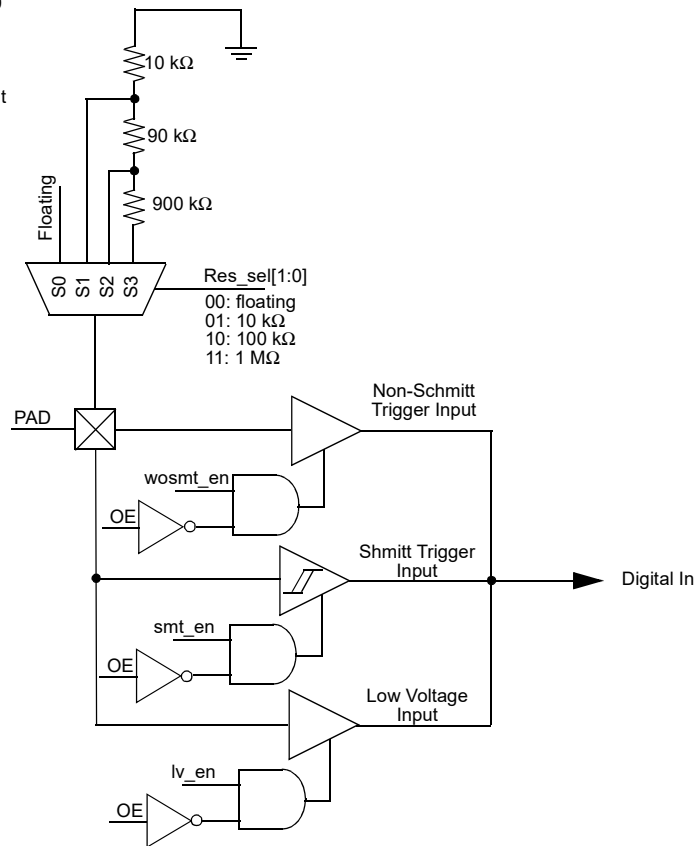 10 kΩ
t
90 kΩ
900 kΩ
Floating
S0
S1
S2
S3
Res_sel[1:0]
00: floating
01: 10 kΩ
10: 100 kΩ
11: 1 MΩ
PAD
Non-Schmitt
Trigger Input
wosmt_en
OE
Shmitt Trigger
Input
Digital In
smt_en
OE
Low Voltage
Input
lv_en
OE